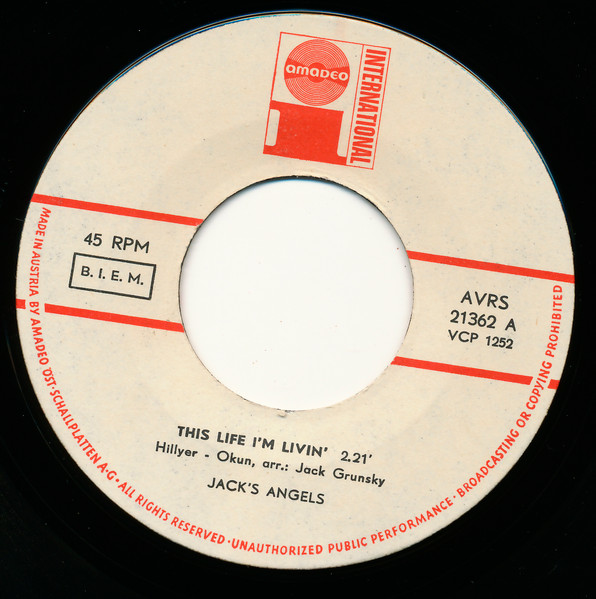 amadeo
INTERNATIONAL
45 RPM
B. I. E. M.
AVRS
21362 A
VCP 1252
THIS LIFE I'M LIVIN' 2.21'
Hillyer - Okun, arr.: Jack Grunsky
JACK'S ANGELS
MADE IN AUSTRIA BY AMADEO ÖST. SCHALLPLATTEN A·G · ALL RIGHTS RESERVED · UNAUTHORIZED PUBLIC PERFORMANCE · BROADCASTING OR COPYING PROHIBITED